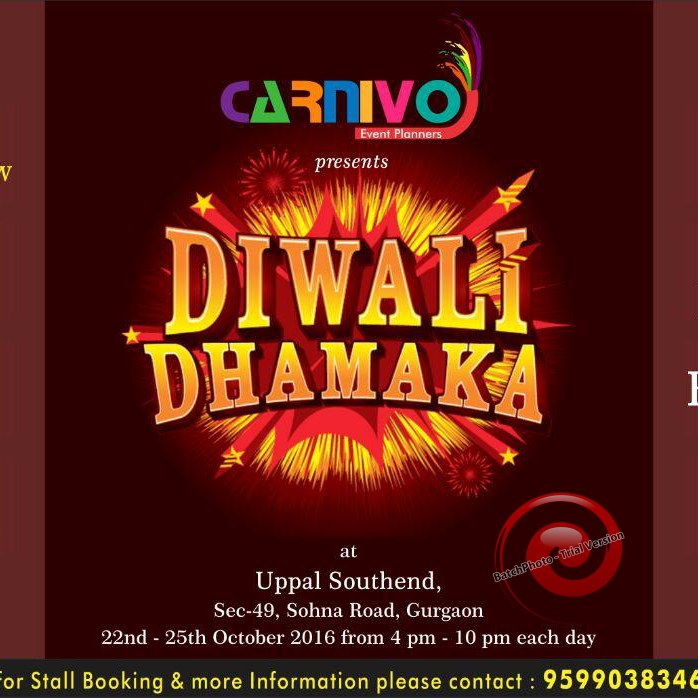 CARNIVO
Event Planners
presents
DIWALI
DHAMAKA
BatchPhoto - Trial Version
at
Uppal Southend,
Sec-49, Sohna Road, Gurgaon
22nd - 25th October 2016 from 4 pm - 10 pm each day
For Stall Booking & more Information please contact : 9599038346